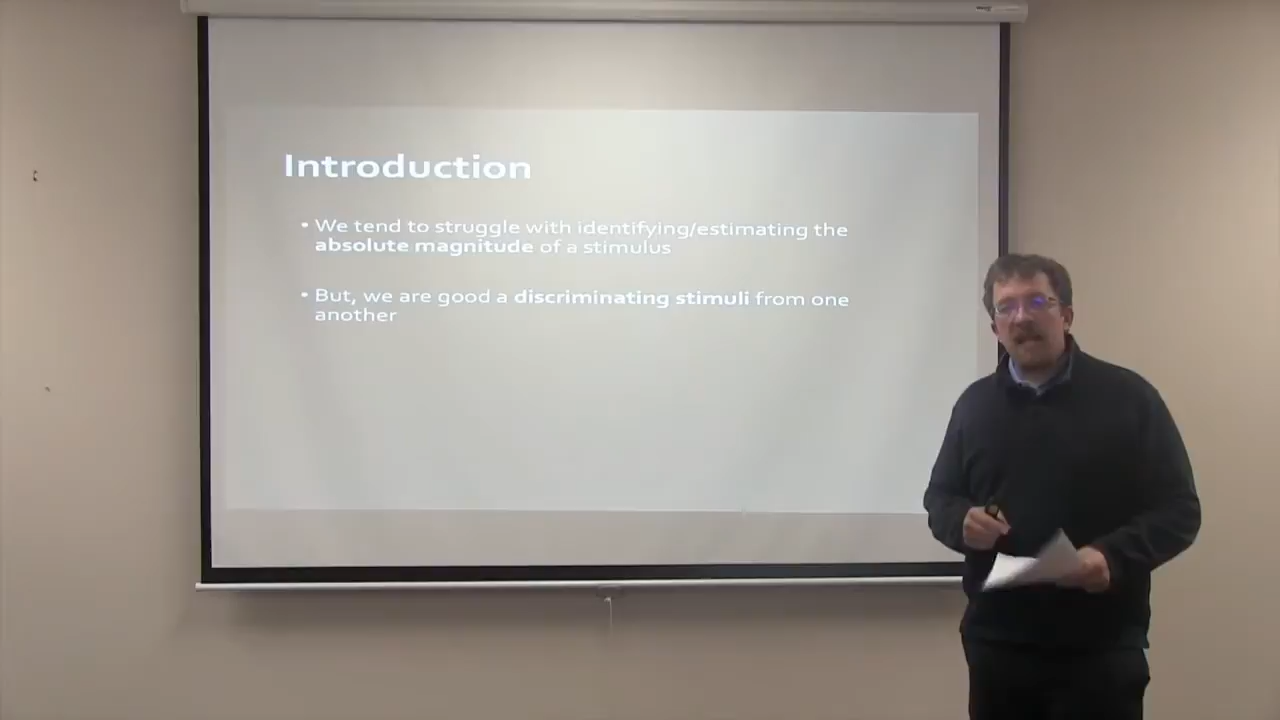 Introduction
• We tend to struggle with identifying/estimating the
absolute magnitude of a stimulus
• But, we are good a discriminating stimuli from one
another